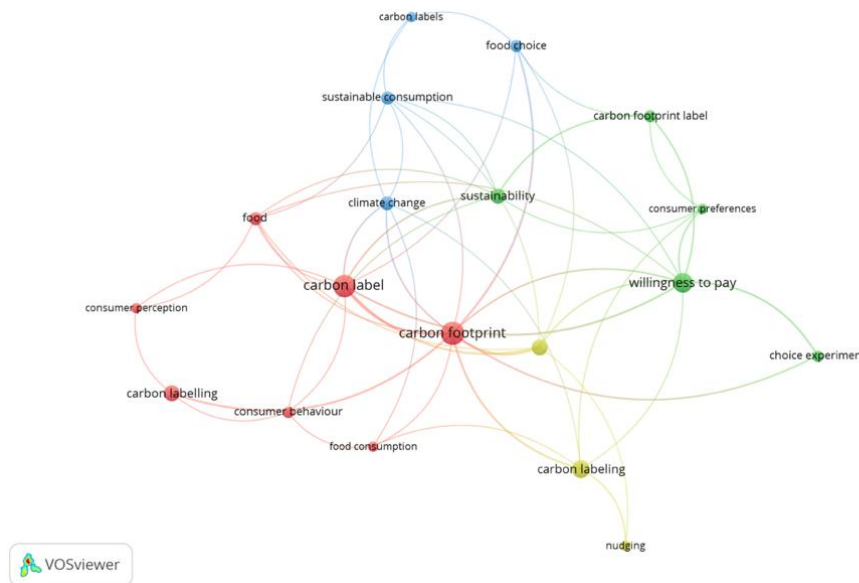 carbon labels
food choice
sustainable consumption
carbon footprint label
sustainability
climate change
consumer preferences
food
carbon label
willingness to pay
consumer perception
carbon footprint
choice experimen
carbon labelling
consumer behaviour
food consumption
carbon labeling
nudging
VOSviewer